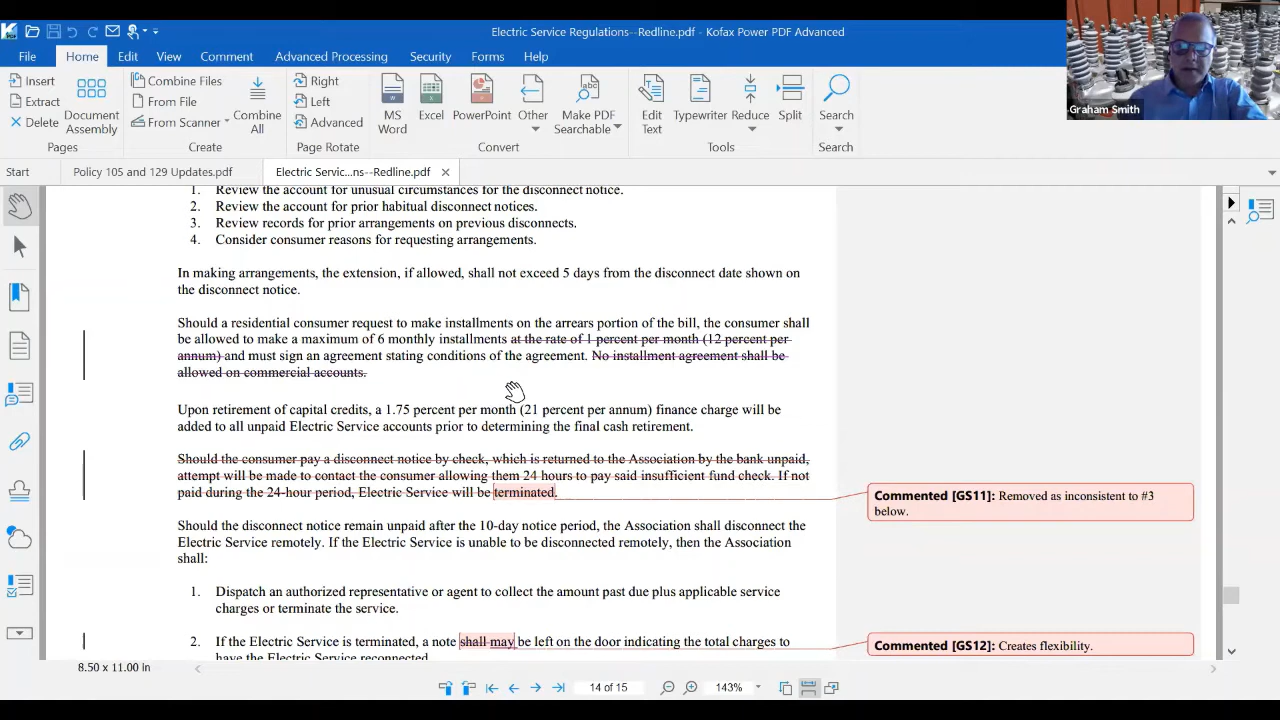 Electric Service Regulations--Redline.pdf - Kofax Power PDF Advanced
File Home Edit View Comment Advanced Processing Security Forms Help
Insert
Extract
Delete
Document Assembly
Pages
Combine Files
From File
From Scanner
Combine All
Create
Right
Left
Advanced
Page Rotate
MS Word
Excel
PowerPoint
Other
Make PDF Searchable
Convert
Edit Text
Typewriter
Reduce
Split
Tools
Search
Search
Graham Smith
Start
Policy 105 and 129 Updates.pdf
Electric Serv...ns--Redline.pdf
1. Review the account for unusual circumstances for the disconnect notice.
2. Review the account for prior habitual disconnect notices.
3. Review records for prior arrangements on previous disconnects.
4. Consider consumer reasons for requesting arrangements.
In making arrangements, the extension, if allowed, shall not exceed 5 days from the disconnect date shown on
the disconnect notice.
Should a residential consumer request to make installments on the arrears portion of the bill, the consumer shall
be allowed to make a maximum of 6 monthly installments at the rate of 1 percent per month (12 percent per
annum) and must sign an agreement stating conditions of the agreement. No installment agreement shall be
allowed on commercial accounts.
Upon retirement of capital credits, a 1.75 percent per month (21 percent per annum) finance charge will be
added to all unpaid Electric Service accounts prior to determining the final cash retirement.
Should the consumer pay a disconnect notice by check, which is returned to the Association by the bank unpaid,
attempt will be made to contact the consumer allowing them 24 hours to pay said insufficient fund check. If not
paid during the 24-hour period, Electric Service will be terminated.
Commented [GS11]: Removed as inconsistent to #3
below.
Should the disconnect notice remain unpaid after the 10-day notice period, the Association shall disconnect the
Electric Service remotely. If the Electric Service is unable to be disconnected remotely, then the Association
shall:
1. Dispatch an authorized representative or agent to collect the amount past due plus applicable service
charges or terminate the service.
2. If the Electric Service is terminated, a note shall may be left on the door indicating the total charges to
have the Electric Service reconnected.
Commented [GS12]: Creates flexibility.
8.50 x 11.00 in
14 of 15
143%